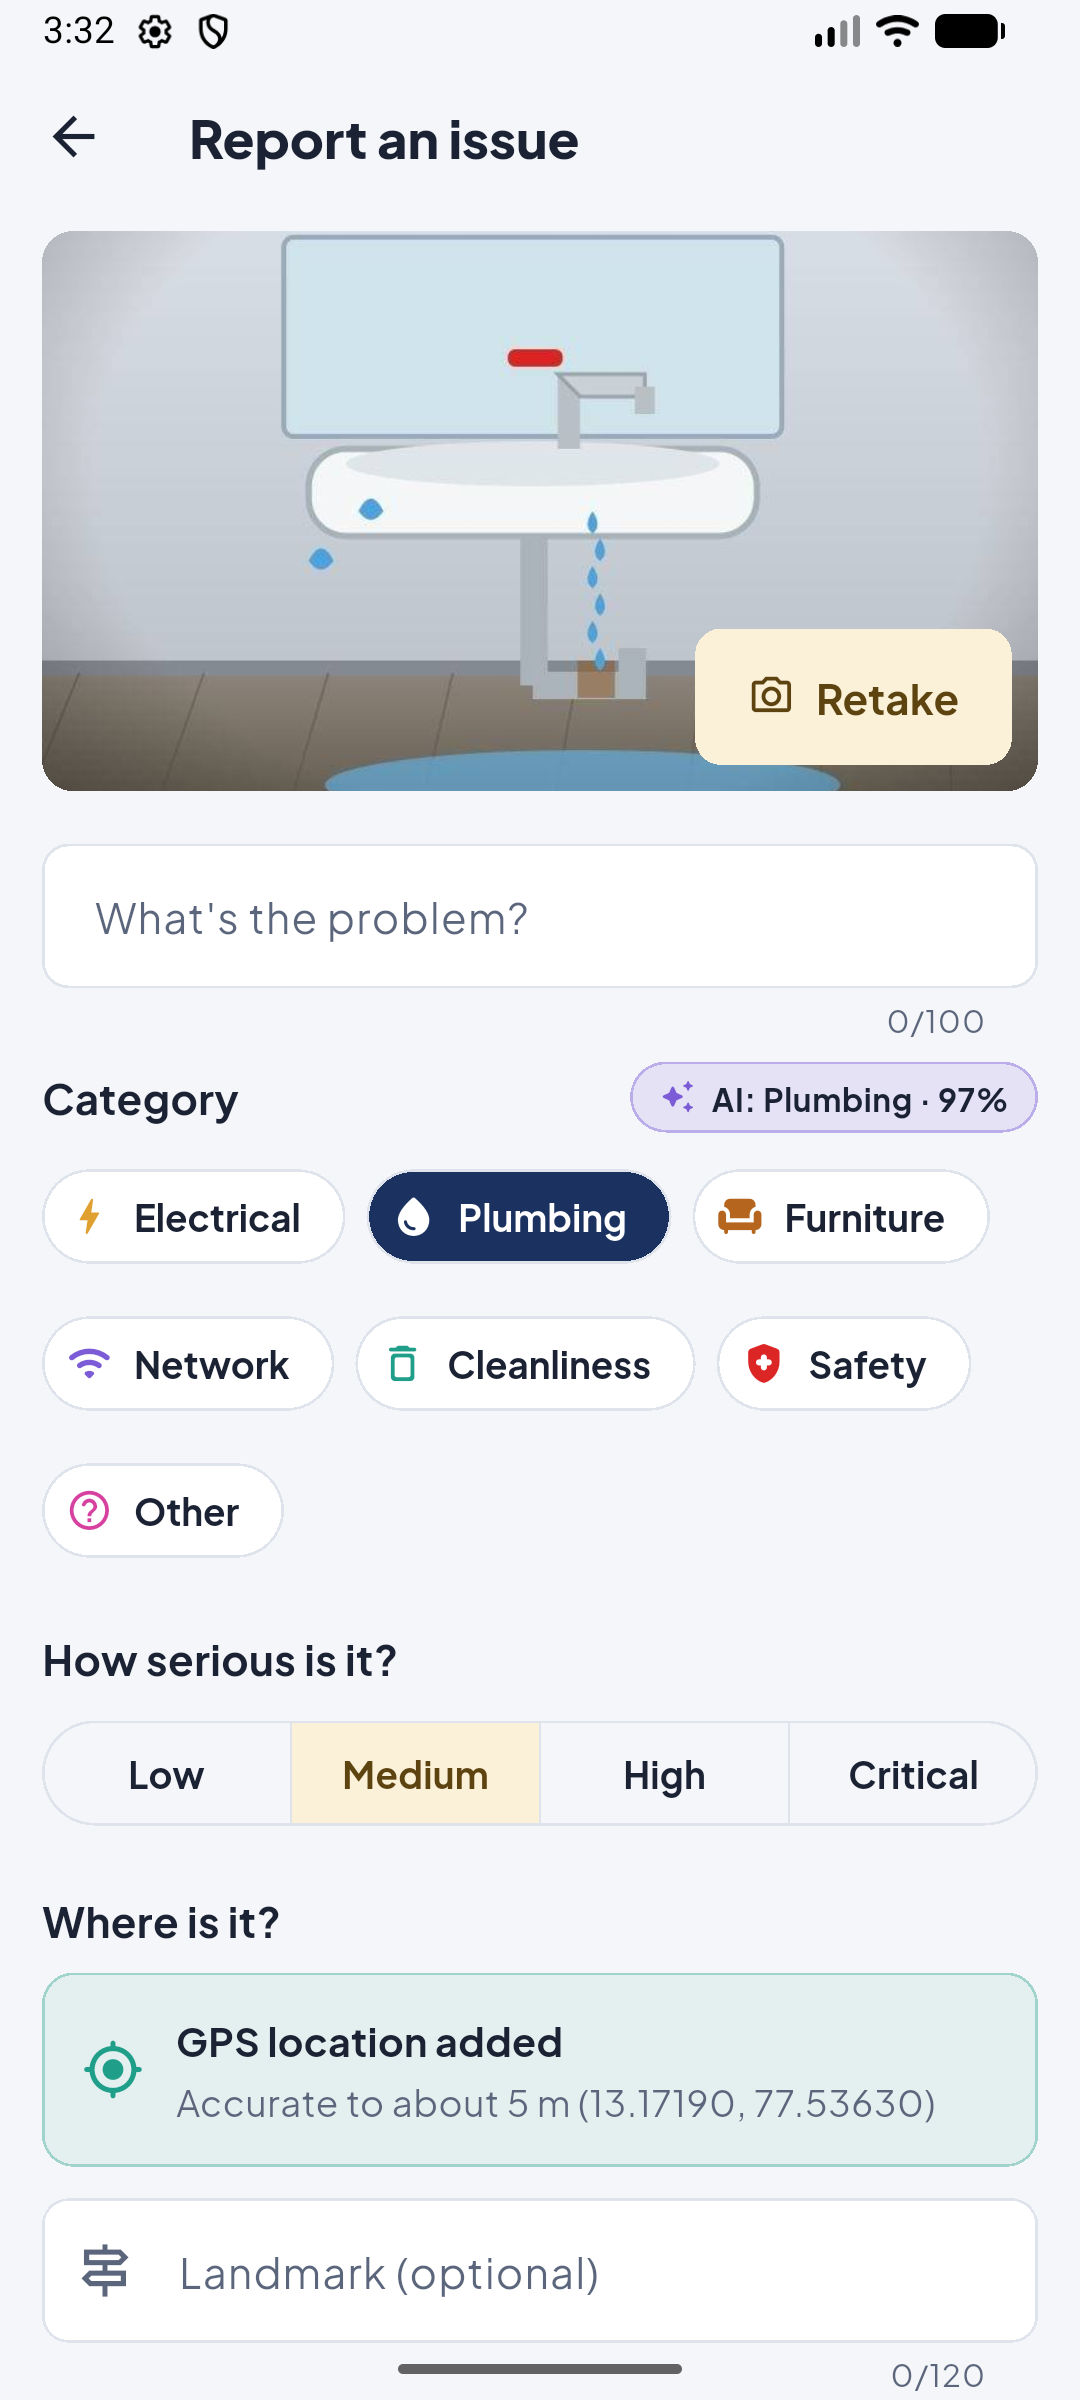 3:32
Report an issue
Retake
What's the problem?
0/100
Category
AI: Plumbing · 97%
Electrical
Plumbing
Furniture
Network
Cleanliness
Safety
Other
How serious is it?
Low
Medium
High
Critical
Where is it?
GPS location added
Accurate to about 5 m (13.17190, 77.53630)
Landmark (optional)
0/120